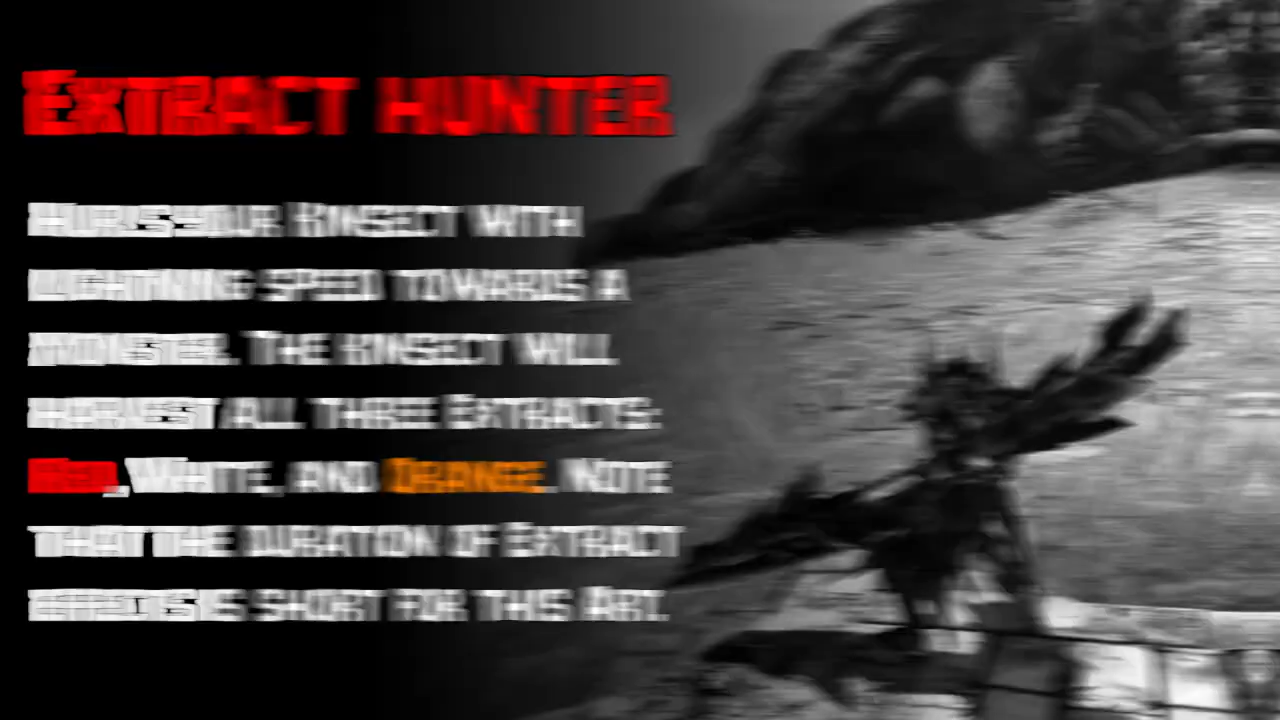 Extract Hunter
Hurls your Kinsect with
lightning speed towards a
monster. The Kinsect will
harvest all three Extracts:
Red, White, and Orange. Note
that the duration of Extract
effects is short for this Art.